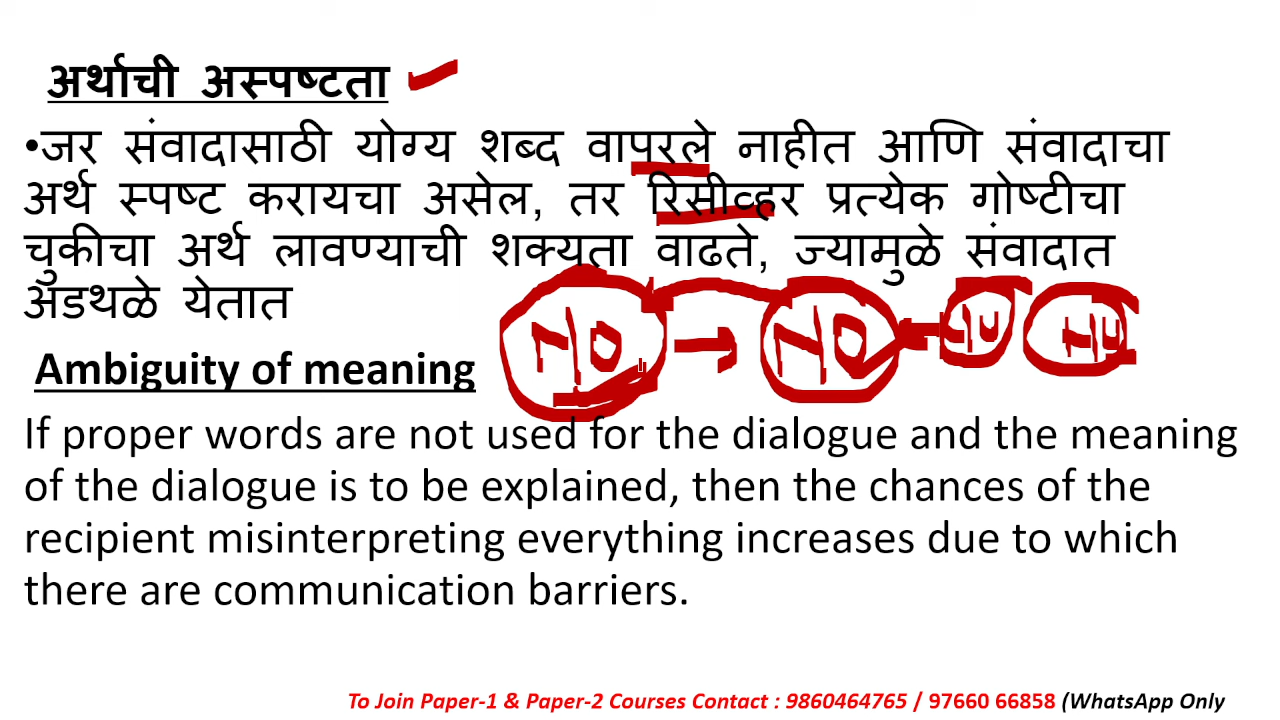 अर्थाची अस्पष्टता
•जर संवादासाठी योग्य शब्द वापरले नाहीत आणि संवादाचा
अर्थ स्पष्ट करायचा असेल, तर रिसीव्हर प्रत्येक गोष्टीचा
चुकीचा अर्थ लावण्याची शक्यता वाढते, ज्यामुळे संवादात
अडथळे येतात
Ambiguity of meaning
If proper words are not used for the dialogue and the meaning
of the dialogue is to be explained, then the chances of the
recipient misinterpreting everything increases due to which
there are communication barriers.
To Join Paper-1 & Paper-2 Courses Contact : 9860464765 / 97660 66858 (WhatsApp Only